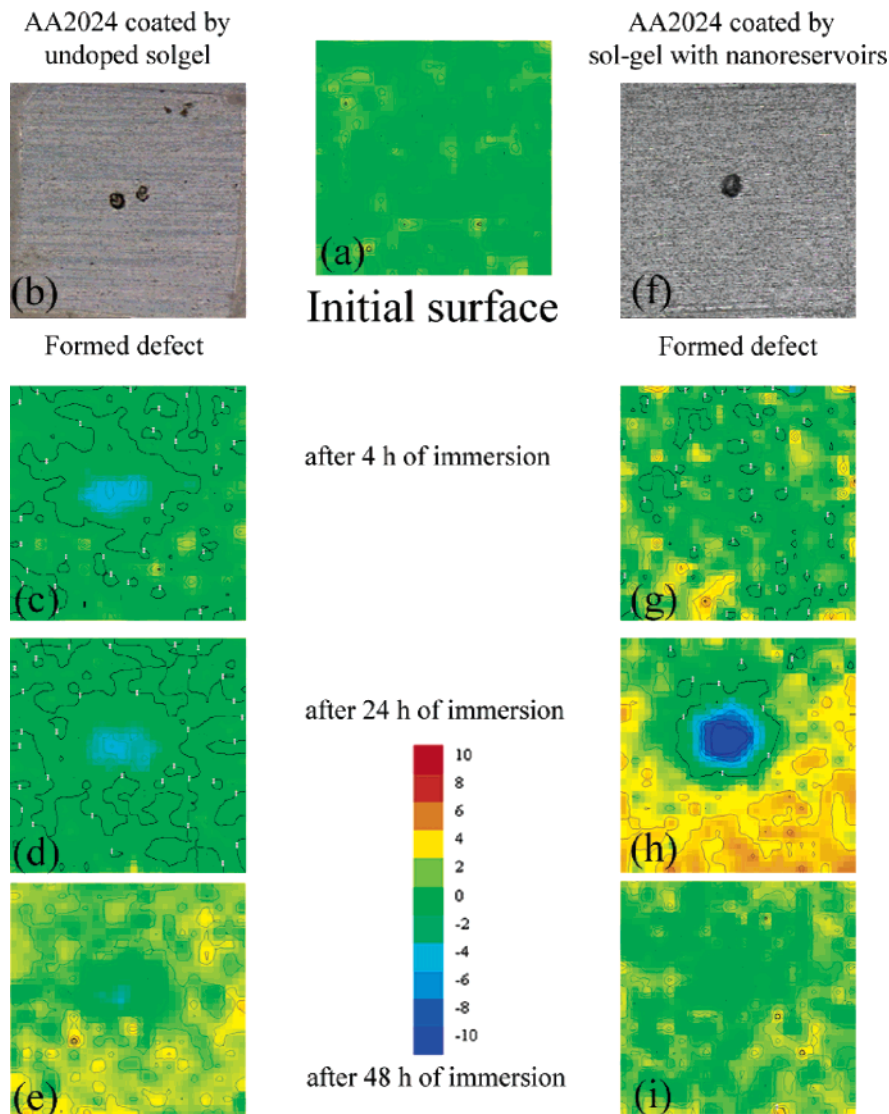 AA2024 coated by
undoped solgel
AA2024 coated by
sol-gel with nanoreservoirs
(a)
(b)
(f)
Initial surface
Formed defect
Formed defect
after 4 h of immersion
(c)
(g)
after 24 h of immersion
(d)
(h)
10
8
6
4
2
0
-2
-4
-6
-8
-10
after 48 h of immersion
(e)
(i)